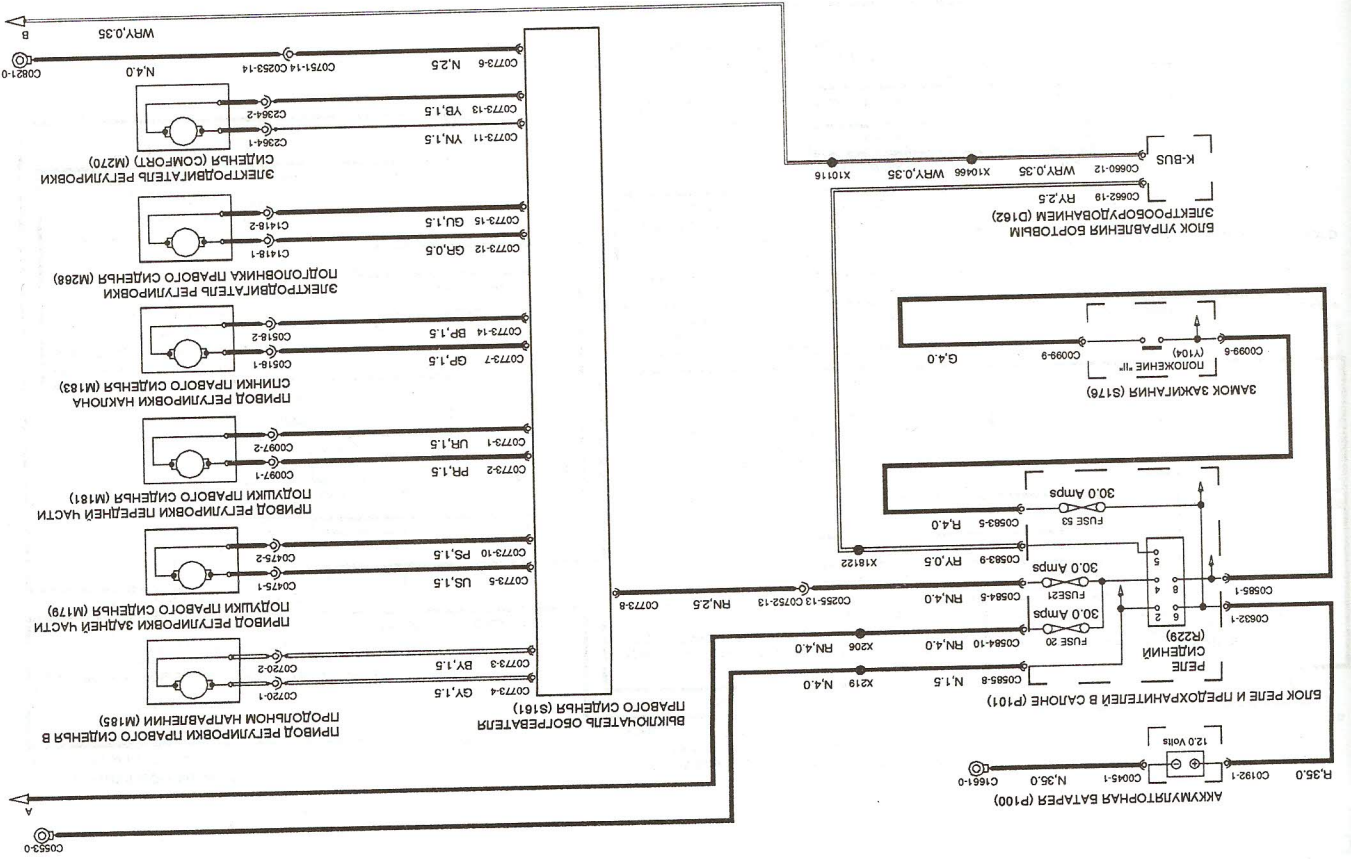 C0553-0
A
АККУМУЛЯТОРНАЯ БАТАРЕЯ (P100)
R,35.0
C0192-1
12.0 Volts
C0045-1
N,35.0
C1661-0
БЛОК РЕЛЕ И ПРЕДОХРАНИТЕЛЕЙ В САЛОНЕ (P101)
РЕЛЕ
СИДЕНИЙ
(R229)
C0632-1
C0585-1
6
2
8
4
5
C0585-8
N,1.5
X219
N,4.0
FUSE 20
30.0 Amps
C0584-10
RN,4.0
X206
RN,4.0
FUSE21
30.0 Amps
C0584-5
RN,4.0
C0255-13
C0752-13
RN,2.5
C0773-8
C0583-9
RY,0.5
X18122
FUSE 53
30.0 Amps
C0583-5
R,4.0
ЗАМОК ЗАЖИГАНИЯ (S176)
C0099-6
ПОЛОЖЕНИЕ "II"
(Y104)
C0099-9
G,4.0
БЛОК УПРАВЛЕНИЯ БОРТОВЫМ
ЭЛЕКТРООБОРУДОВАНИЕМ (D162)
C0662-19
RY,2.5
K-BUS
C0660-12
WRY,0.35
X10466
WRY,0.35
X10116
ВЫКЛЮЧАТЕЛЬ ОБОГРЕВАТЕЛЯ
ПРАВОГО СИДЕНЬЯ (S161)
ПРИВОД РЕГУЛИРОВКИ ПРАВОГО СИДЕНЬЯ В
ПРОДОЛЬНОМ НАПРАВЛЕНИИ (M185)
C0773-4
GY,1.5
C0720-1
C0773-3
BY,1.5
C0720-2
ПРИВОД РЕГУЛИРОВКИ ЗАДНЕЙ ЧАСТИ
ПОДУШКИ ПРАВОГО СИДЕНЬЯ (M179)
C0773-5
US,1.5
C0475-1
C0773-10
PS,1.5
C0475-2
ПРИВОД РЕГУЛИРОВКИ ПЕРЕДНЕЙ ЧАСТИ
ПОДУШКИ ПРАВОГО СИДЕНЬЯ (M181)
C0773-2
PR,1.5
C0097-1
C0773-1
UR,1.5
C0097-2
ПРИВОД РЕГУЛИРОВКИ НАКЛОНА
СПИНКИ ПРАВОГО СИДЕНЬЯ (M183)
C0773-7
GP,1.5
C0518-1
C0773-14
BP,1.5
C0518-2
ЭЛЕКТРОДВИГАТЕЛЬ РЕГУЛИРОВКИ
ПОДГОЛОВНИКА ПРАВОГО СИДЕНЬЯ (M268)
C0773-12
GR,0.5
C1418-1
C0773-15
GU,1.5
C1418-2
ЭЛЕКТРОДВИГАТЕЛЬ РЕГУЛИРОВКИ
СИДЕНЬЯ (COMFORT) (M270)
C0773-11
YN,1.5
C2364-1
C0773-13
YB,1.5
C2364-2
C0773-6
N,2.5
C0751-14
C0253-14
N,4.0
C0821-0
WRY,0.35
B